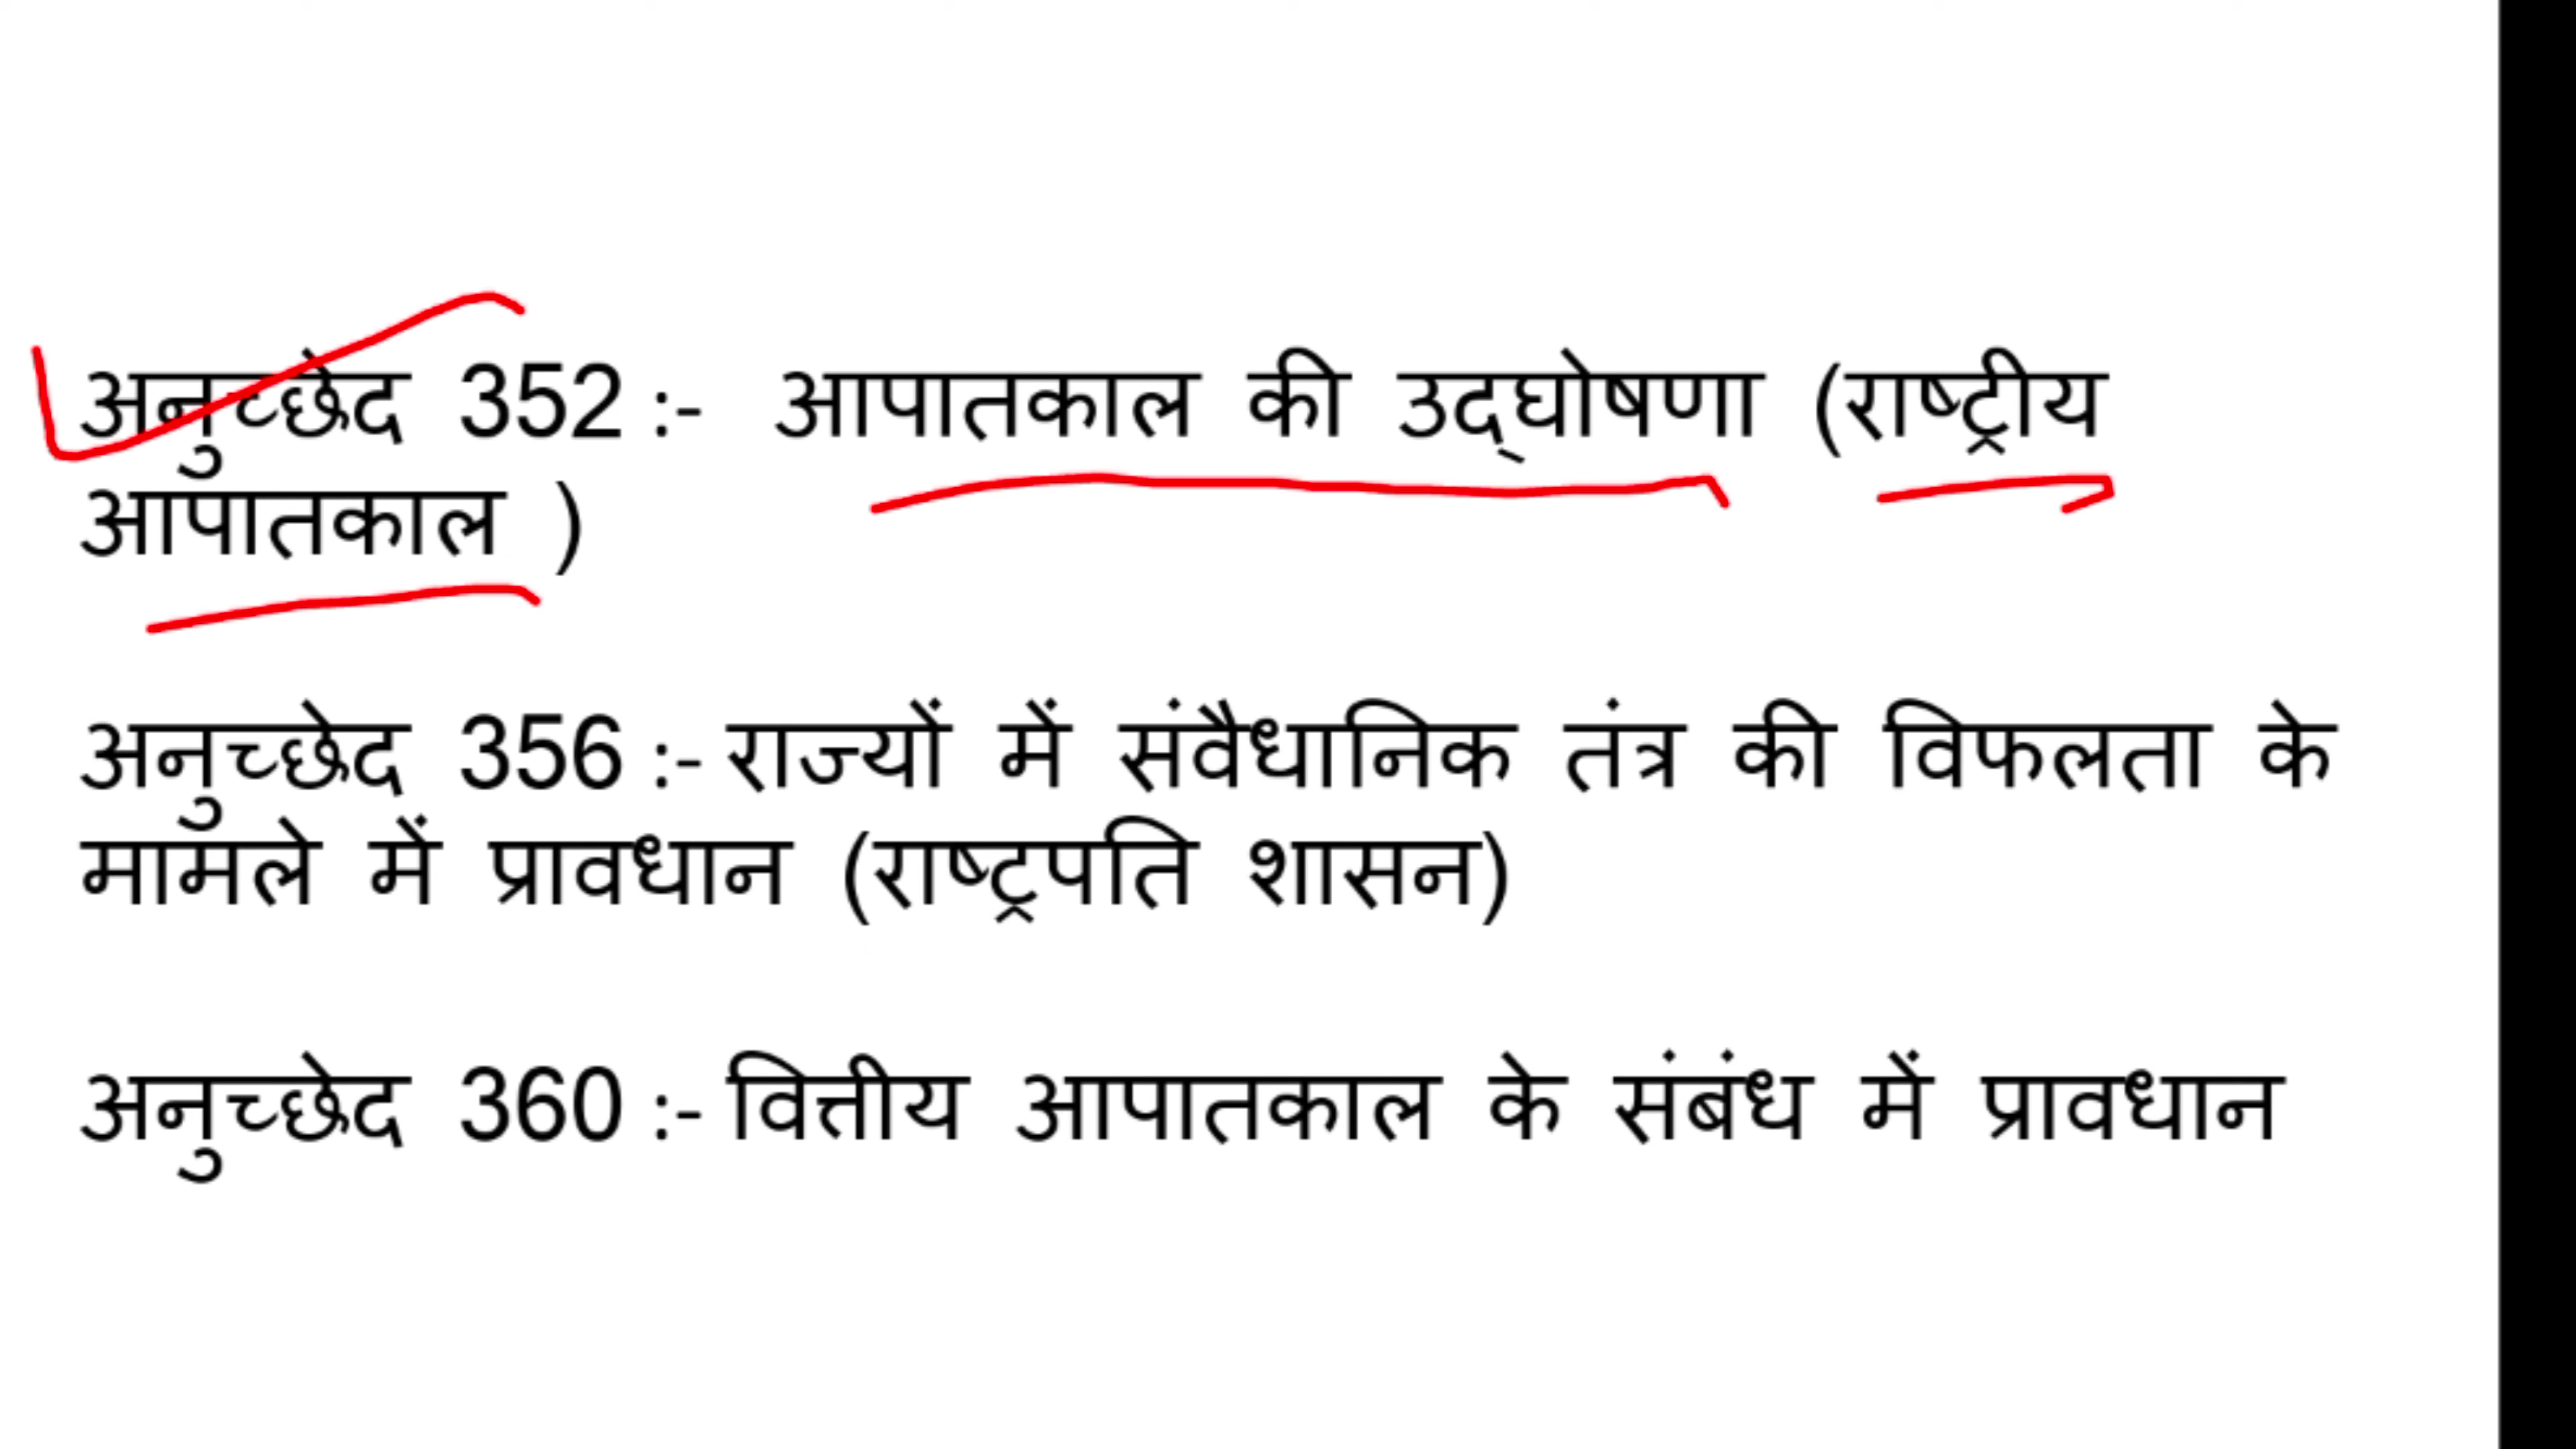 अनुच्छेद 352 :- आपातकाल की उद्‌घोषणा (राष्ट्रीय
आपातकाल )
अनुच्छेद 356 :- राज्यों में संवैधानिक तंत्र की विफलता के
मामले में प्रावधान (राष्ट्रपति शासन)
अनुच्छेद 360 :- वित्तीय आपातकाल के संबंध में प्रावधान